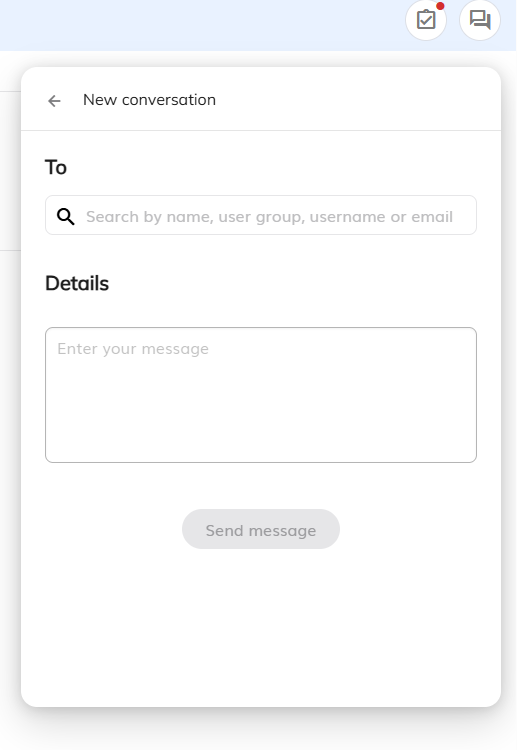 New conversation
To
Search by name, user group, username or email
Details
Enter your message
Send message